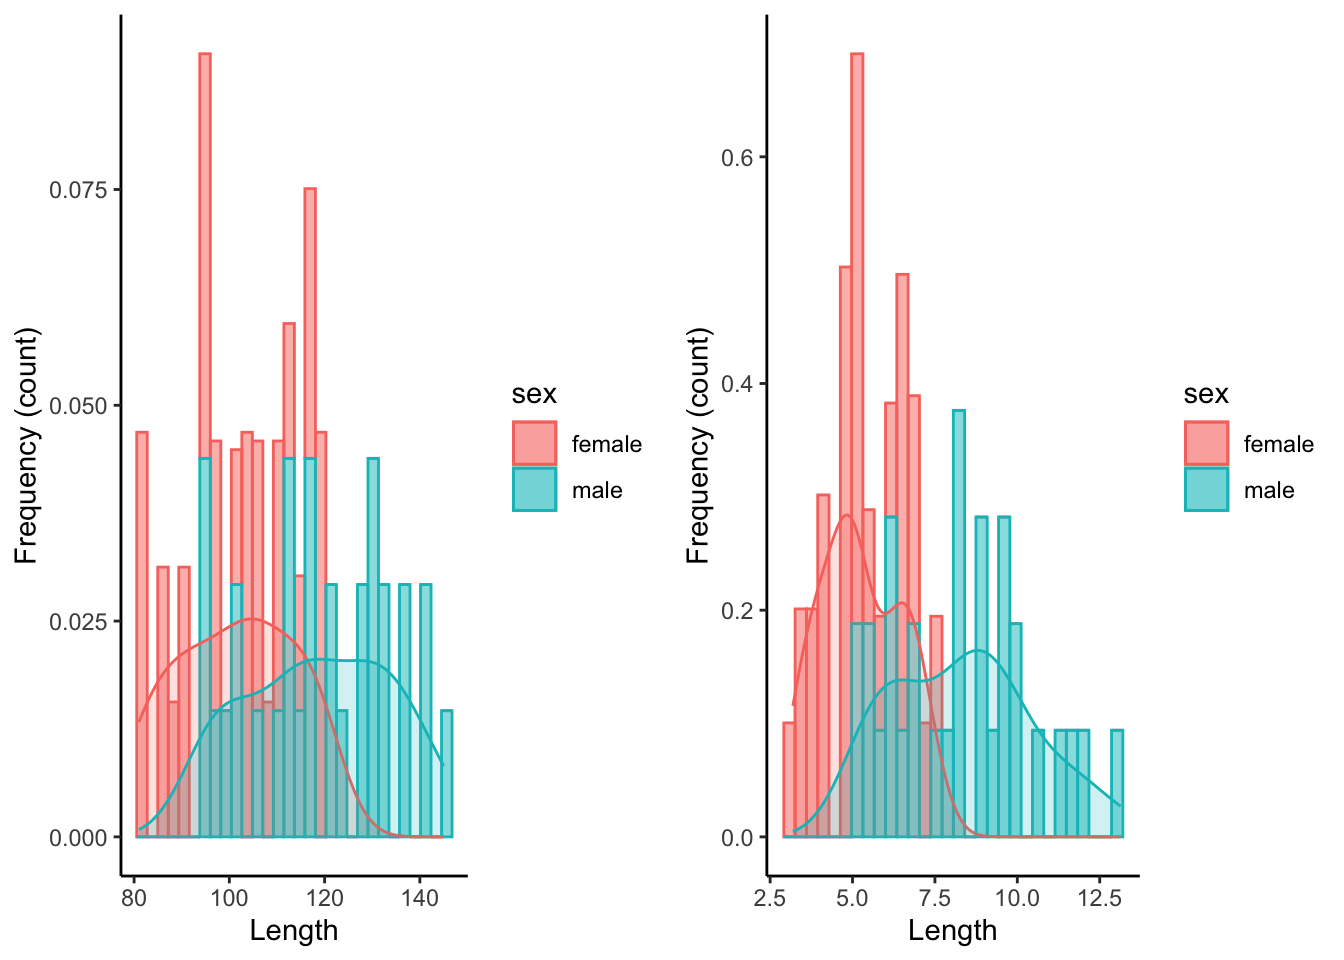 Frequency (count)
0.075
0.050
0.025
0.000
80 100 120 140
Length
sex
female
male
Frequency (count)
0.6
0.4
0.2
0.0
2.5 5.0 7.5 10.0 12.5
Length
sex
female
male